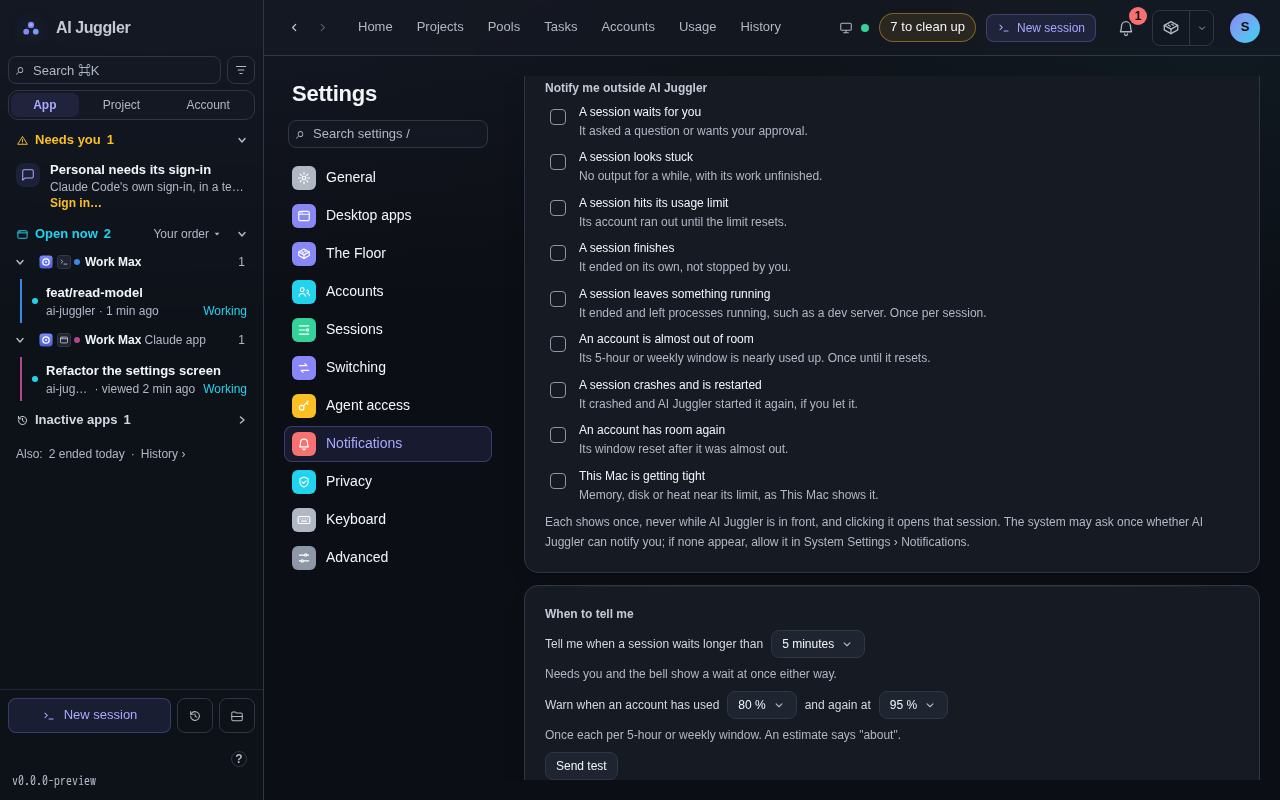 AI Juggler
Search ⌘K
App
Project
Account
Needs you 1
Personal needs its sign-in
Claude Code's own sign-in, in a te…
Sign in…
Open now 2
Your order
Work Max
1
feat/read-model
ai-juggler · 1 min ago
Working
Work Max Claude app
1
Refactor the settings screen
ai-jug… · viewed 2 min ago
Working
Inactive apps 1
Also: 2 ended today · History ›
New session
?
v0.0.0-preview
Home
Projects
Pools
Tasks
Accounts
Usage
History
7 to clean up
New session
1
S
Settings
Search settings /
General
Desktop apps
The Floor
Accounts
Sessions
Switching
Agent access
Notifications
Privacy
Keyboard
Advanced
Notify me outside AI Juggler
A session waits for you
It asked a question or wants your approval.
A session looks stuck
No output for a while, with its work unfinished.
A session hits its usage limit
Its account ran out until the limit resets.
A session finishes
It ended on its own, not stopped by you.
A session leaves something running
It ended and left processes running, such as a dev server. Once per session.
An account is almost out of room
Its 5-hour or weekly window is nearly used up. Once until it resets.
A session crashes and is restarted
It crashed and AI Juggler started it again, if you let it.
An account has room again
Its window reset after it was almost out.
This Mac is getting tight
Memory, disk or heat near its limit, as This Mac shows it.
Each shows once, never while AI Juggler is in front, and clicking it opens that session. The system may ask once whether AI
Juggler can notify you; if none appear, allow it in System Settings › Notifications.
When to tell me
Tell me when a session waits longer than 5 minutes
Needs you and the bell show a wait at once either way.
Warn when an account has used 80 % and again at 95 %
Once each per 5-hour or weekly window. An estimate says "about".
Send test